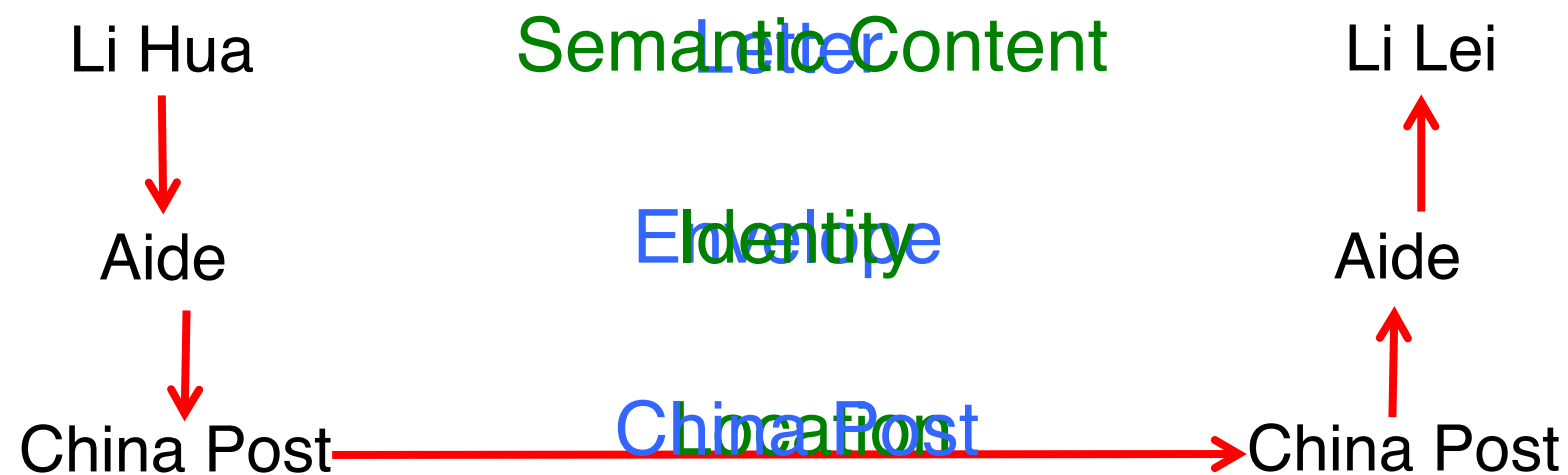 Li Hua
Semantic Content
Letter
Li Lei
Aide
Envelope
Identity
Aide
China Post
China Post
Location
China Post